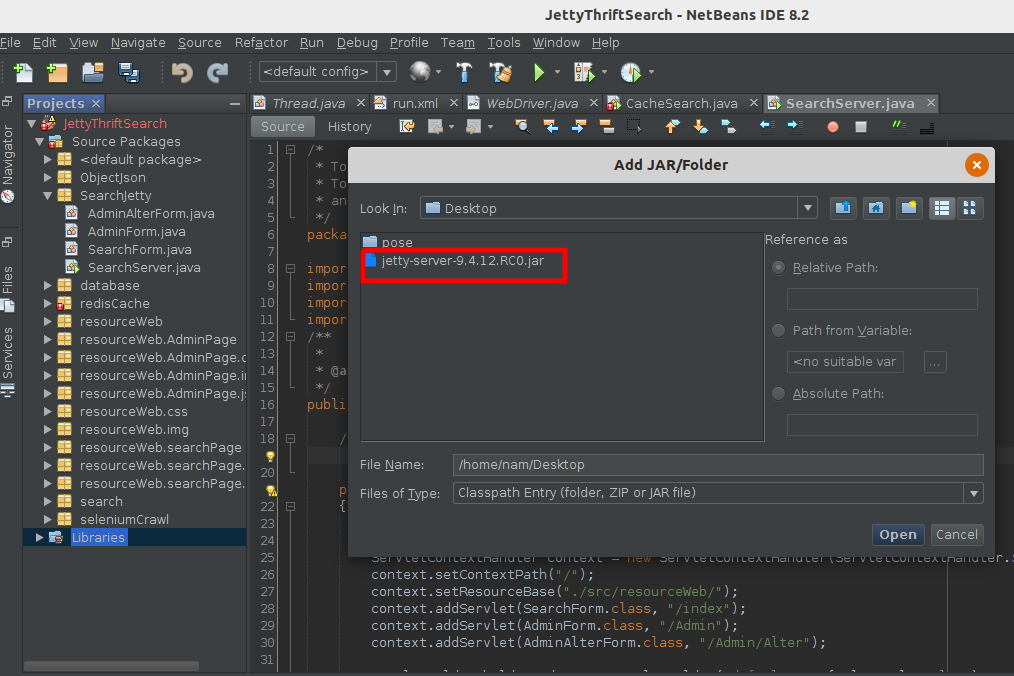 JettyThriftSearch - NetBeans IDE 8.2
File Edit View Navigate Source Refactor Run Debug Profile Team Tools Window Help
<default config>
Projects
Thread.java
run.xml
WebDriver.java
CacheSearch.java
SearchServer.java
Source
History
Navigator
Files
Services
JettyThriftSearch
Source Packages
<default package>
ObjectJson
SearchJetty
AdminAlterForm.java
AdminForm.java
SearchForm.java
SearchServer.java
database
redisCache
resourceWeb
resourceWeb.AdminPage
resourceWeb.AdminPage.c
resourceWeb.AdminPage.ir
resourceWeb.AdminPage.js
resourceWeb.css
resourceWeb.img
resourceWeb.searchPage
resourceWeb.searchPage.
resourceWeb.searchPage.
search
seleniumCrawl
Libraries
1 /*
2 * To
3 * To
4 * an
5 */
6 packa
7
8 impor
9 impor
10 impor
11 impor
12 /**
13 *
14 * @a
15 */
16 publi
17
18 /
20
p
22 {
23
24
25 ServletContextHandler context = new ServletContextHandler(ServletContextHandler.
26 context.setContextPath("/");
27 context.setResourceBase("./src/resourceWeb/");
28 context.addServlet(SearchForm.class, "/index");
29 context.addServlet(AdminForm.class, "/Admin");
30 context.addServlet(AdminAlterForm.class, "/Admin/Alter");
31
Add JAR/Folder
Look In: Desktop
pose
jetty-server-9.4.12.RC0.jar
Reference as
Relative Path:
Path from Variable:
<no suitable var
...
Absolute Path:
File Name: /home/nam/Desktop
Files of Type: Classpath Entry (folder, ZIP or JAR file)
Open
Cancel